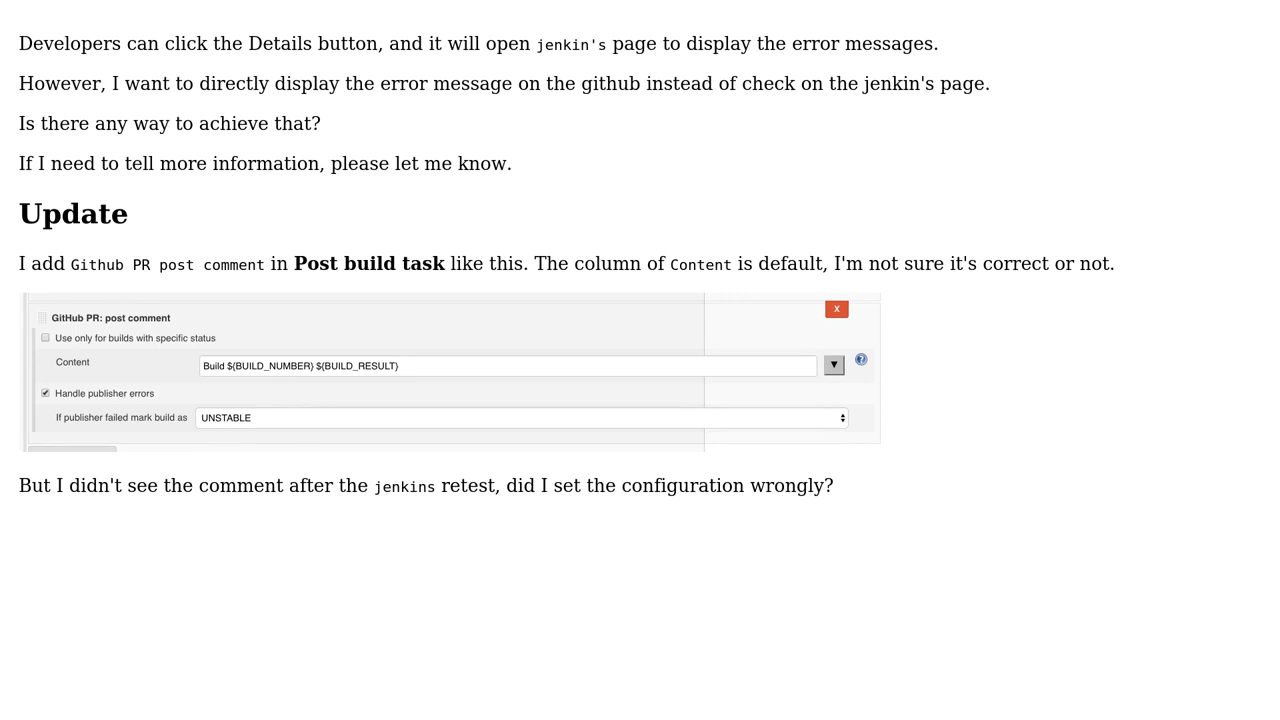 Developers can click the Details button, and it will open jenkin's page to display the error messages.
However, I want to directly display the error message on the github instead of check on the jenkin's page.
Is there any way to achieve that?
If I need to tell more information, please let me know.
Update
I add Github PR post comment in Post build task like this. The column of Content is default, I'm not sure it's correct or not.
GitHub PR: post comment
X
Use only for builds with specific status
Content
Build ${BUILD_NUMBER} ${BUILD_RESULT}
Handle publisher errors
If publisher failed mark build as
UNSTABLE
But I didn't see the comment after the jenkins retest, did I set the configuration wrongly?